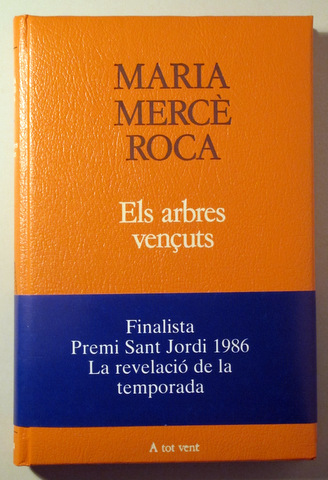 MARIA
MERCÈ
ROCA
Els arbres
vençuts
Finalista
Premi Sant Jordi 1986
La revelació de la
temporada
A tot vent